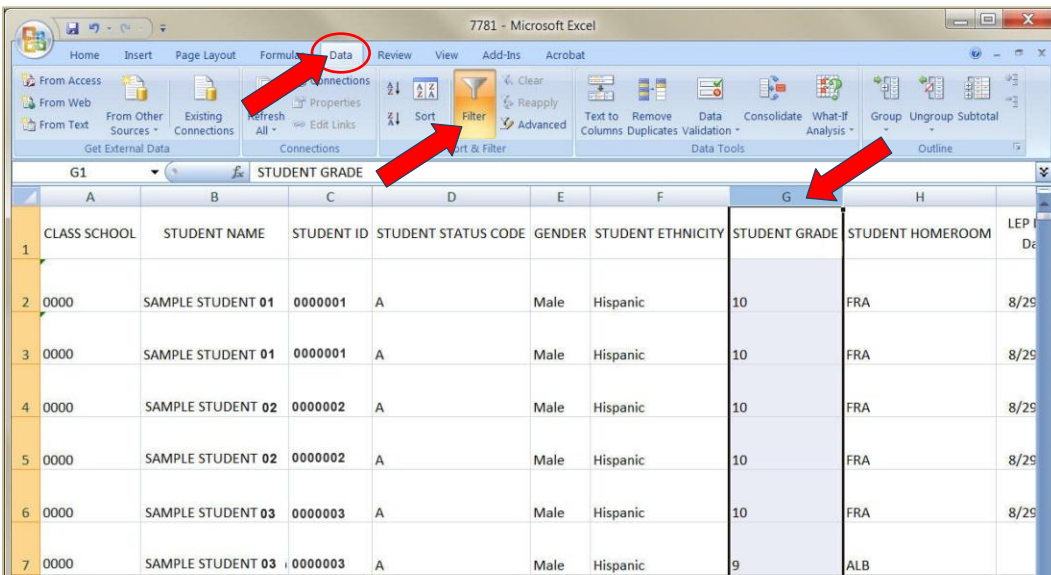 7781 - Microsoft Excel
Home Insert Page Layout Data Review View Add-Ins Acrobat
From Access
From Web
From Text
From Other Sources
Existing Connections
Get External Data
All
Connections
Properties
Edit Links
Connections
Sort
Filter
Clear
Reapply
Advanced
Filter
Text to Columns
Remove Duplicates
Data Validation
Consolidate
What-If Analysis
Data Tools
Group
Ungroup
Subtotal
Outline
G1 fx STUDENT GRADE
A B C D E F G H
1 CLASS SCHOOL STUDENT NAME STUDENT ID STUDENT STATUS CODE GENDER STUDENT ETHNICITY STUDENT GRADE STUDENT HOMEROOM LEP
2 0000 SAMPLE STUDENT 01 0000001 A Male Hispanic 10 FRA 8/29
3 0000 SAMPLE STUDENT 01 0000001 A Male Hispanic 10 FRA 8/29
4 0000 SAMPLE STUDENT 02 0000002 A Male Hispanic 10 FRA 8/29
5 0000 SAMPLE STUDENT 02 0000002 A Male Hispanic 10 FRA 8/29
6 0000 SAMPLE STUDENT 03 0000003 A Male Hispanic 10 FRA 8/29
7 0000 SAMPLE STUDENT 03 0000003 A Male Hispanic 9 ALB